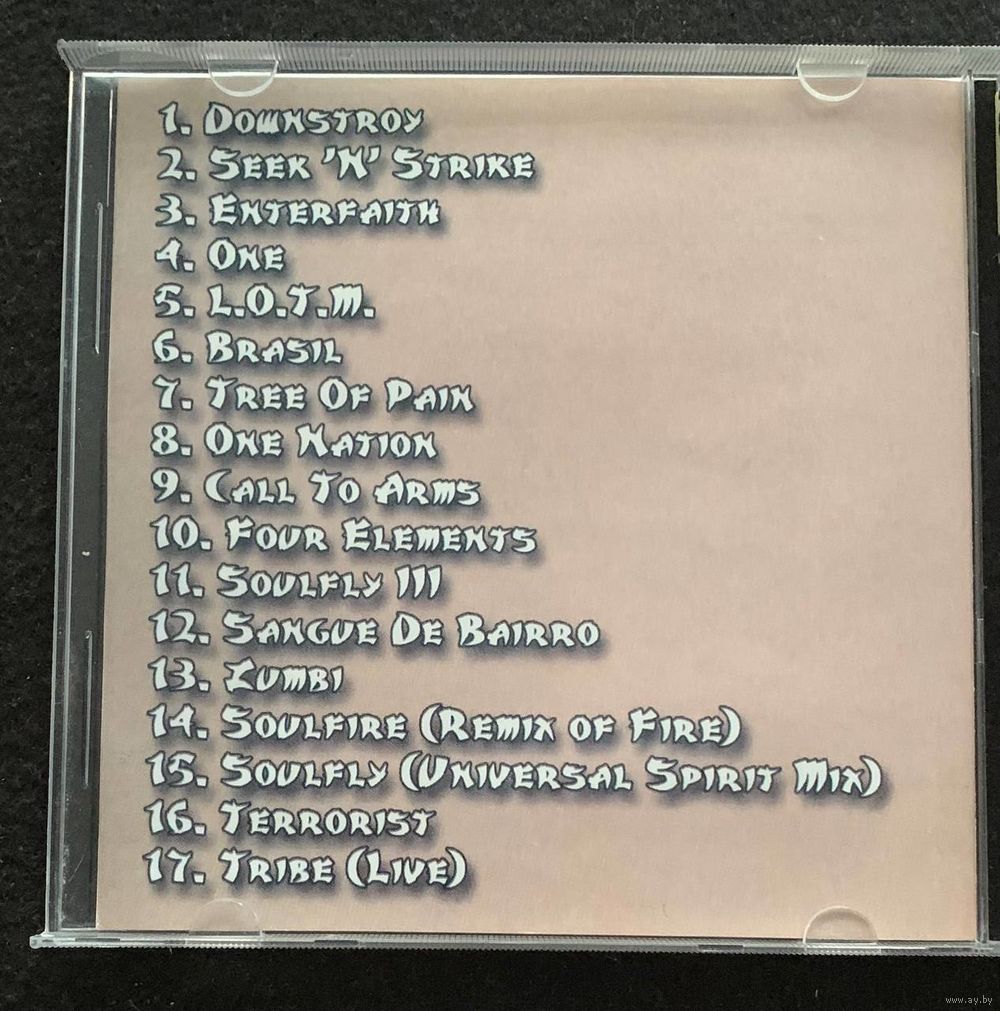 1. Downstroy
2. Seek 'N' Strike
3. Enterfaith
4. One
5. L.O.T.M.
6. Brasil
7. Tree Of Pain
8. One Nation
9. Call To Arms
10. Four Elements
11. Soulfly III
12. Sangue De Bairro
13. Zumbi
14. Soulfire (Remix of Fire)
15. Soulfly (Universal Spirit Mix)
16. Terrorist
17. Tribe (Live)
www.ay.by